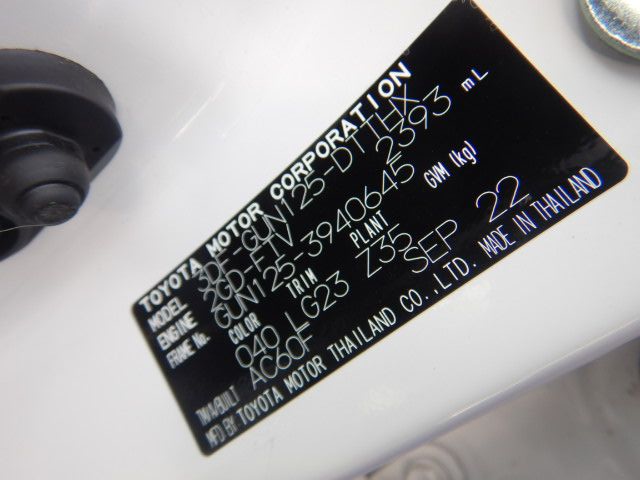 TOYOTA MOTOR CORPORATION
MODEL 3DF-GUN125-DTTHX
ENGINE 2GD-FTV 2393 mL
FRAME No. GUN125-3940645
COLOR TRIM PLANT GVM (kg)
040 LG23 Z35
TM/A/BUILT AC60F SEP 22
MFD BY TOYOTA MOTOR THAILAND CO.,LTD. MADE IN THAILAND